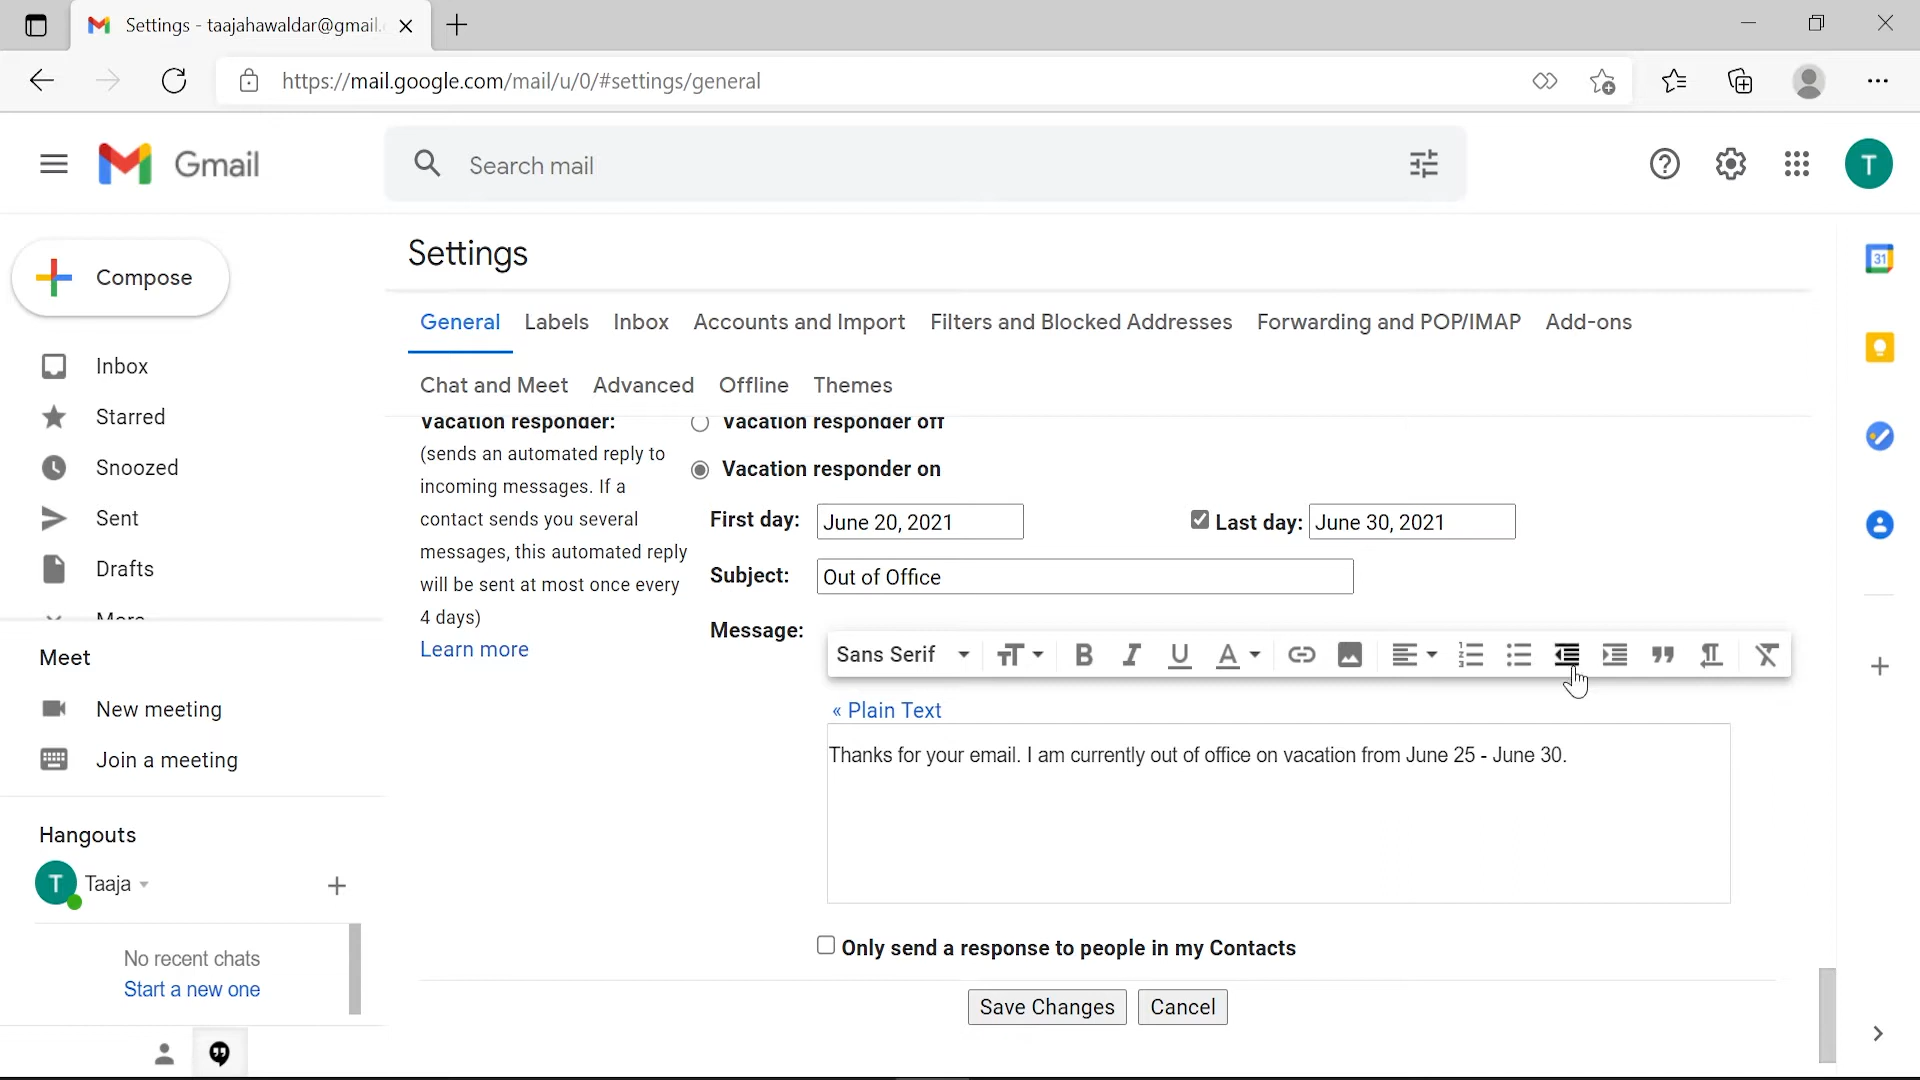 Settings - taajahawaldar@gmail.
https://mail.google.com/mail/u/0/#settings/general
Gmail
Search mail
T
Compose
Inbox
Starred
Snoozed
Sent
Drafts
More
Meet
New meeting
Join a meeting
Hangouts
T Taaja
No recent chats
Start a new one
Settings
General Labels Inbox Accounts and Import Filters and Blocked Addresses Forwarding and POP/IMAP Add-ons
Chat and Meet Advanced Offline Themes
Vacation responder:
(sends an automated reply to
incoming messages. If a
contact sends you several
messages, this automated reply
will be sent at most once every
4 days)
Learn more
Vacation responder off
Vacation responder on
First day: June 20, 2021 Last day: June 30, 2021
Subject: Out of Office
Message:
Sans Serif
« Plain Text
Thanks for your email. I am currently out of office on vacation from June 25 - June 30.
Only send a response to people in my Contacts
Save Changes Cancel
31